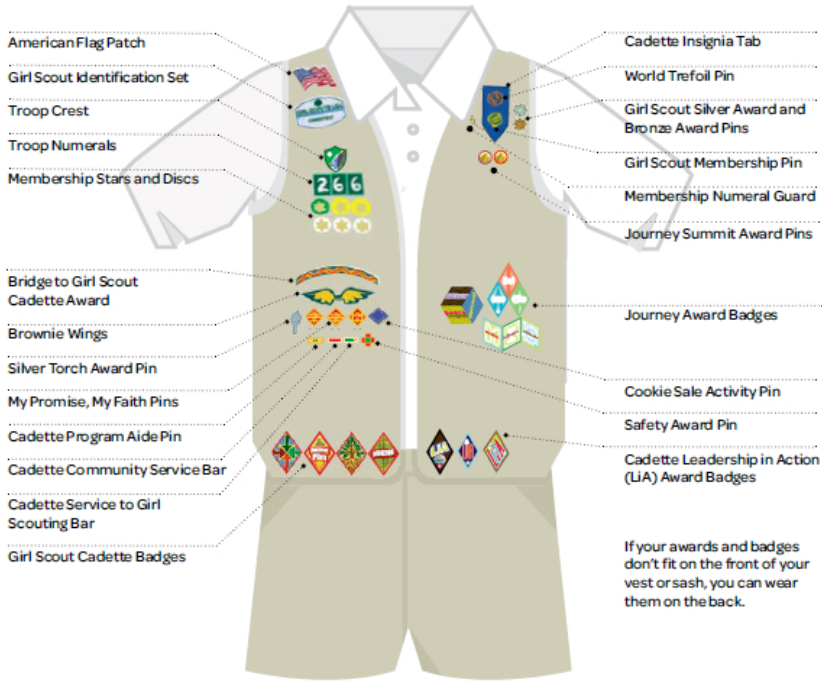 American Flag Patch
Girl Scout Identification Set
Troop Crest
Troop Numerals
Membership Stars and Discs
266
Bridge to Girl Scout
Cadette Award
Brownie Wings
Silver Torch Award Pin
My Promise, My Faith Pins
Cadette Program Aide Pin
Cadette Community Service Bar
Cadette Service to Girl
Scouting Bar
Girl Scout Cadette Badges
Cadette Insignia Tab
World Trefoil Pin
Girl Scout Silver Award and
Bronze Award Pins
Girl Scout Membership Pin
Membership Numeral Guard
Journey Summit Award Pins
Journey Award Badges
Cookie Sale Activity Pin
Safety Award Pin
Cadette Leadership in Action
(LiA) Award Badges
If your awards and badges
don't fit on the front of your
vest or sash, you can wear
them on the back.